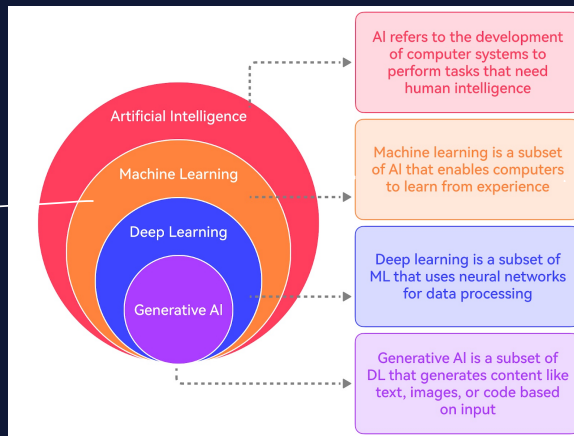 AI refers to the development
of computer systems to
perform tasks that need
human intelligence
Artificial Intelligence
Machine learning is a subset
of AI that enables computers
to learn from experience
Machine Learning
Deep Learning
Deep learning is a subset of
ML that uses neural networks
for data processing
Generative AI
Generative AI is a subset of
DL that generates content like
text, images, or code based
on input